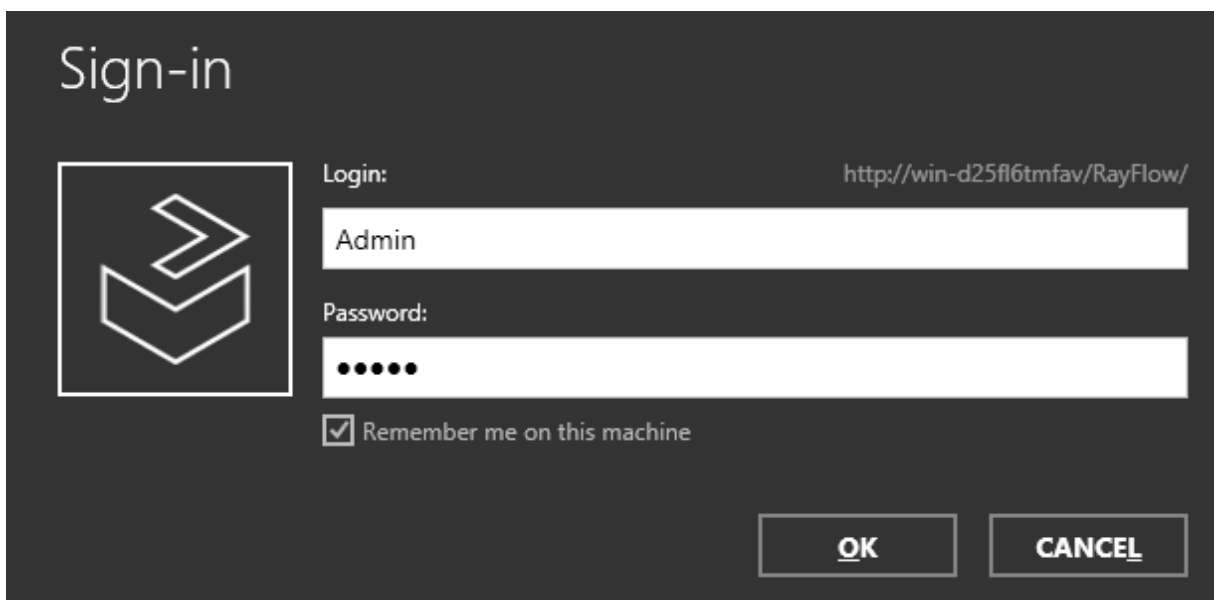 Sign-in
Login:
http://win-d25fl6tmfav/RayFlow/
Admin
Password:
•••••
Remember me on this machine
OK
CANCEL